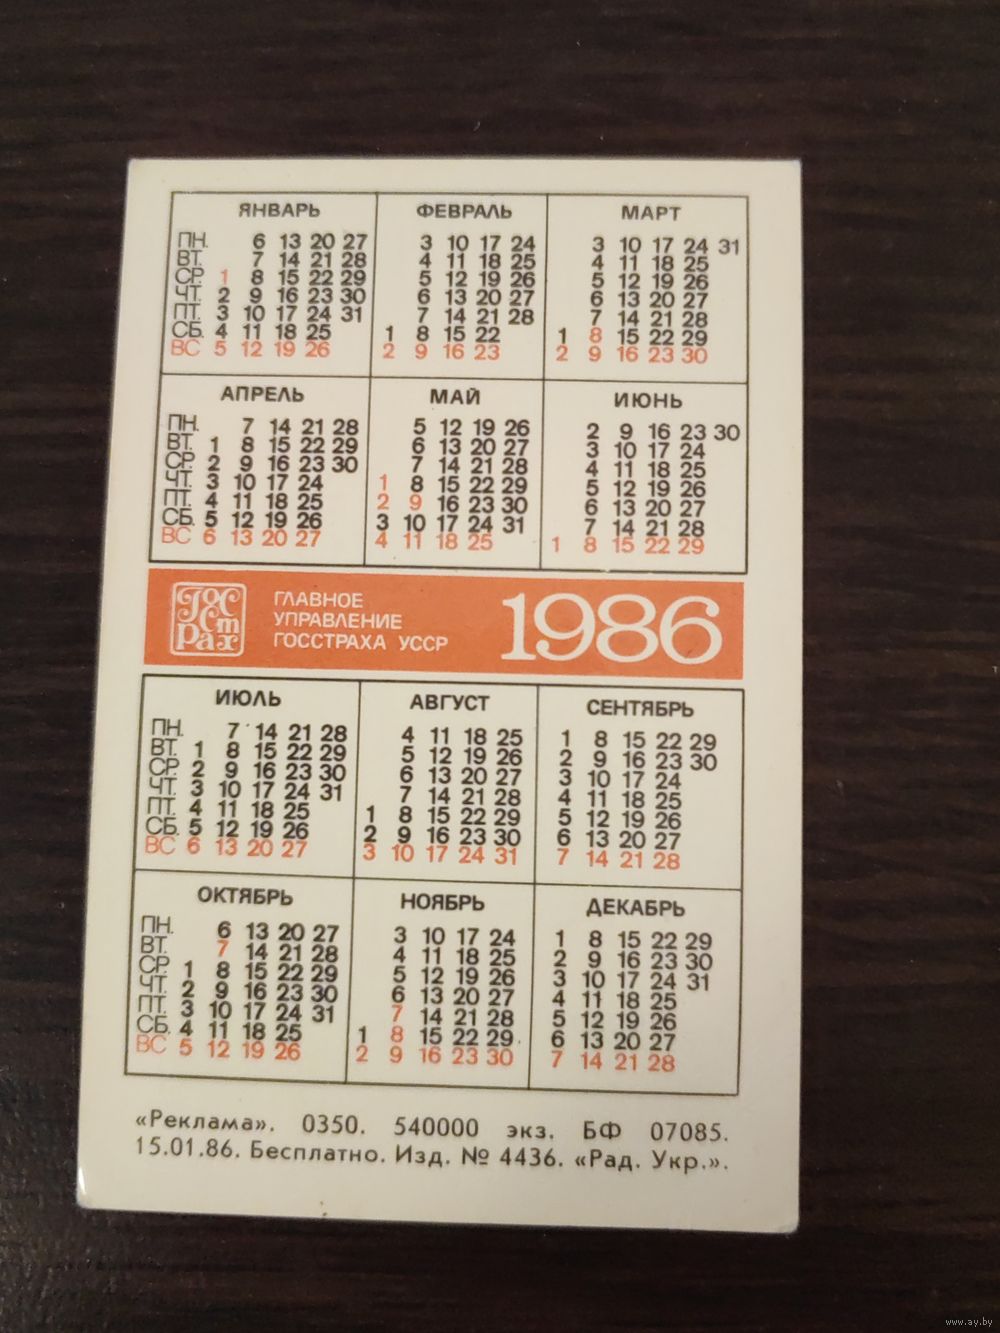 ЯНВАРЬ
ПН. 6 13 20 27
ВТ. 7 14 21 28
СР. 1 8 15 22 29
ЧТ. 2 9 16 23 30
ПТ. 3 10 17 24 31
СБ. 4 11 18 25
ВС 5 12 19 26
ФЕВРАЛЬ
3 10 17 24
4 11 18 25
5 12 19 26
6 13 20 27
7 14 21 28
1 8 15 22
2 9 16 23
МАРТ
3 10 17 24 31
4 11 18 25
5 12 19 26
6 13 20 27
7 14 21 28
1 8 15 22 29
2 9 16 23 30
АПРЕЛЬ
ПН. 7 14 21 28
ВТ. 1 8 15 22 29
СР. 2 9 16 23 30
ЧТ. 3 10 17 24
ПТ. 4 11 18 25
СБ. 5 12 19 26
ВС 6 13 20 27
МАЙ
5 12 19 26
6 13 20 27
7 14 21 28
1 8 15 22 29
2 9 16 23 30
3 10 17 24 31
4 11 18 25
ИЮНЬ
2 9 16 23 30
3 10 17 24
4 11 18 25
5 12 19 26
6 13 20 27
7 14 21 28
1 8 15 22 29
Гос
ст
рах
ГЛАВНОЕ
УПРАВЛЕНИЕ
ГОССТРАХА УССР
1986
ИЮЛЬ
ПН. 7 14 21 28
ВТ. 1 8 15 22 29
СР. 2 9 16 23 30
ЧТ. 3 10 17 24 31
ПТ. 4 11 18 25
СБ. 5 12 19 26
ВС 6 13 20 27
АВГУСТ
4 11 18 25
5 12 19 26
6 13 20 27
7 14 21 28
1 8 15 22 29
2 9 16 23 30
3 10 17 24 31
СЕНТЯБРЬ
1 8 15 22 29
2 9 16 23 30
3 10 17 24
4 11 18 25
5 12 19 26
6 13 20 27
7 14 21 28
ОКТЯБРЬ
ПН. 6 13 20 27
ВТ. 7 14 21 28
СР. 1 8 15 22 29
ЧТ. 2 9 16 23 30
ПТ. 3 10 17 24 31
СБ. 4 11 18 25
ВС 5 12 19 26
НОЯБРЬ
3 10 17 24
4 11 18 25
5 12 19 26
6 13 20 27
7 14 21 28
1 8 15 22 29
2 9 16 23 30
ДЕКАБРЬ
1 8 15 22 29
2 9 16 23 30
3 10 17 24 31
4 11 18 25
5 12 19 26
6 13 20 27
7 14 21 28
«Реклама». 0350. 540000 экз. БФ 07085.
15.01.86. Бесплатно. Изд. № 4436. «Рад. Укр.».
www.ay.by